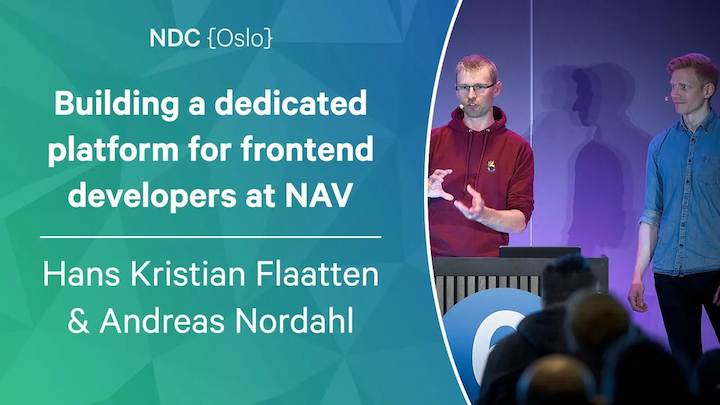 NDC {Oslo}
Building a dedicated
platform for frontend
developers at NAV
Hans Kristian Flaatten
& Andreas Nordahl